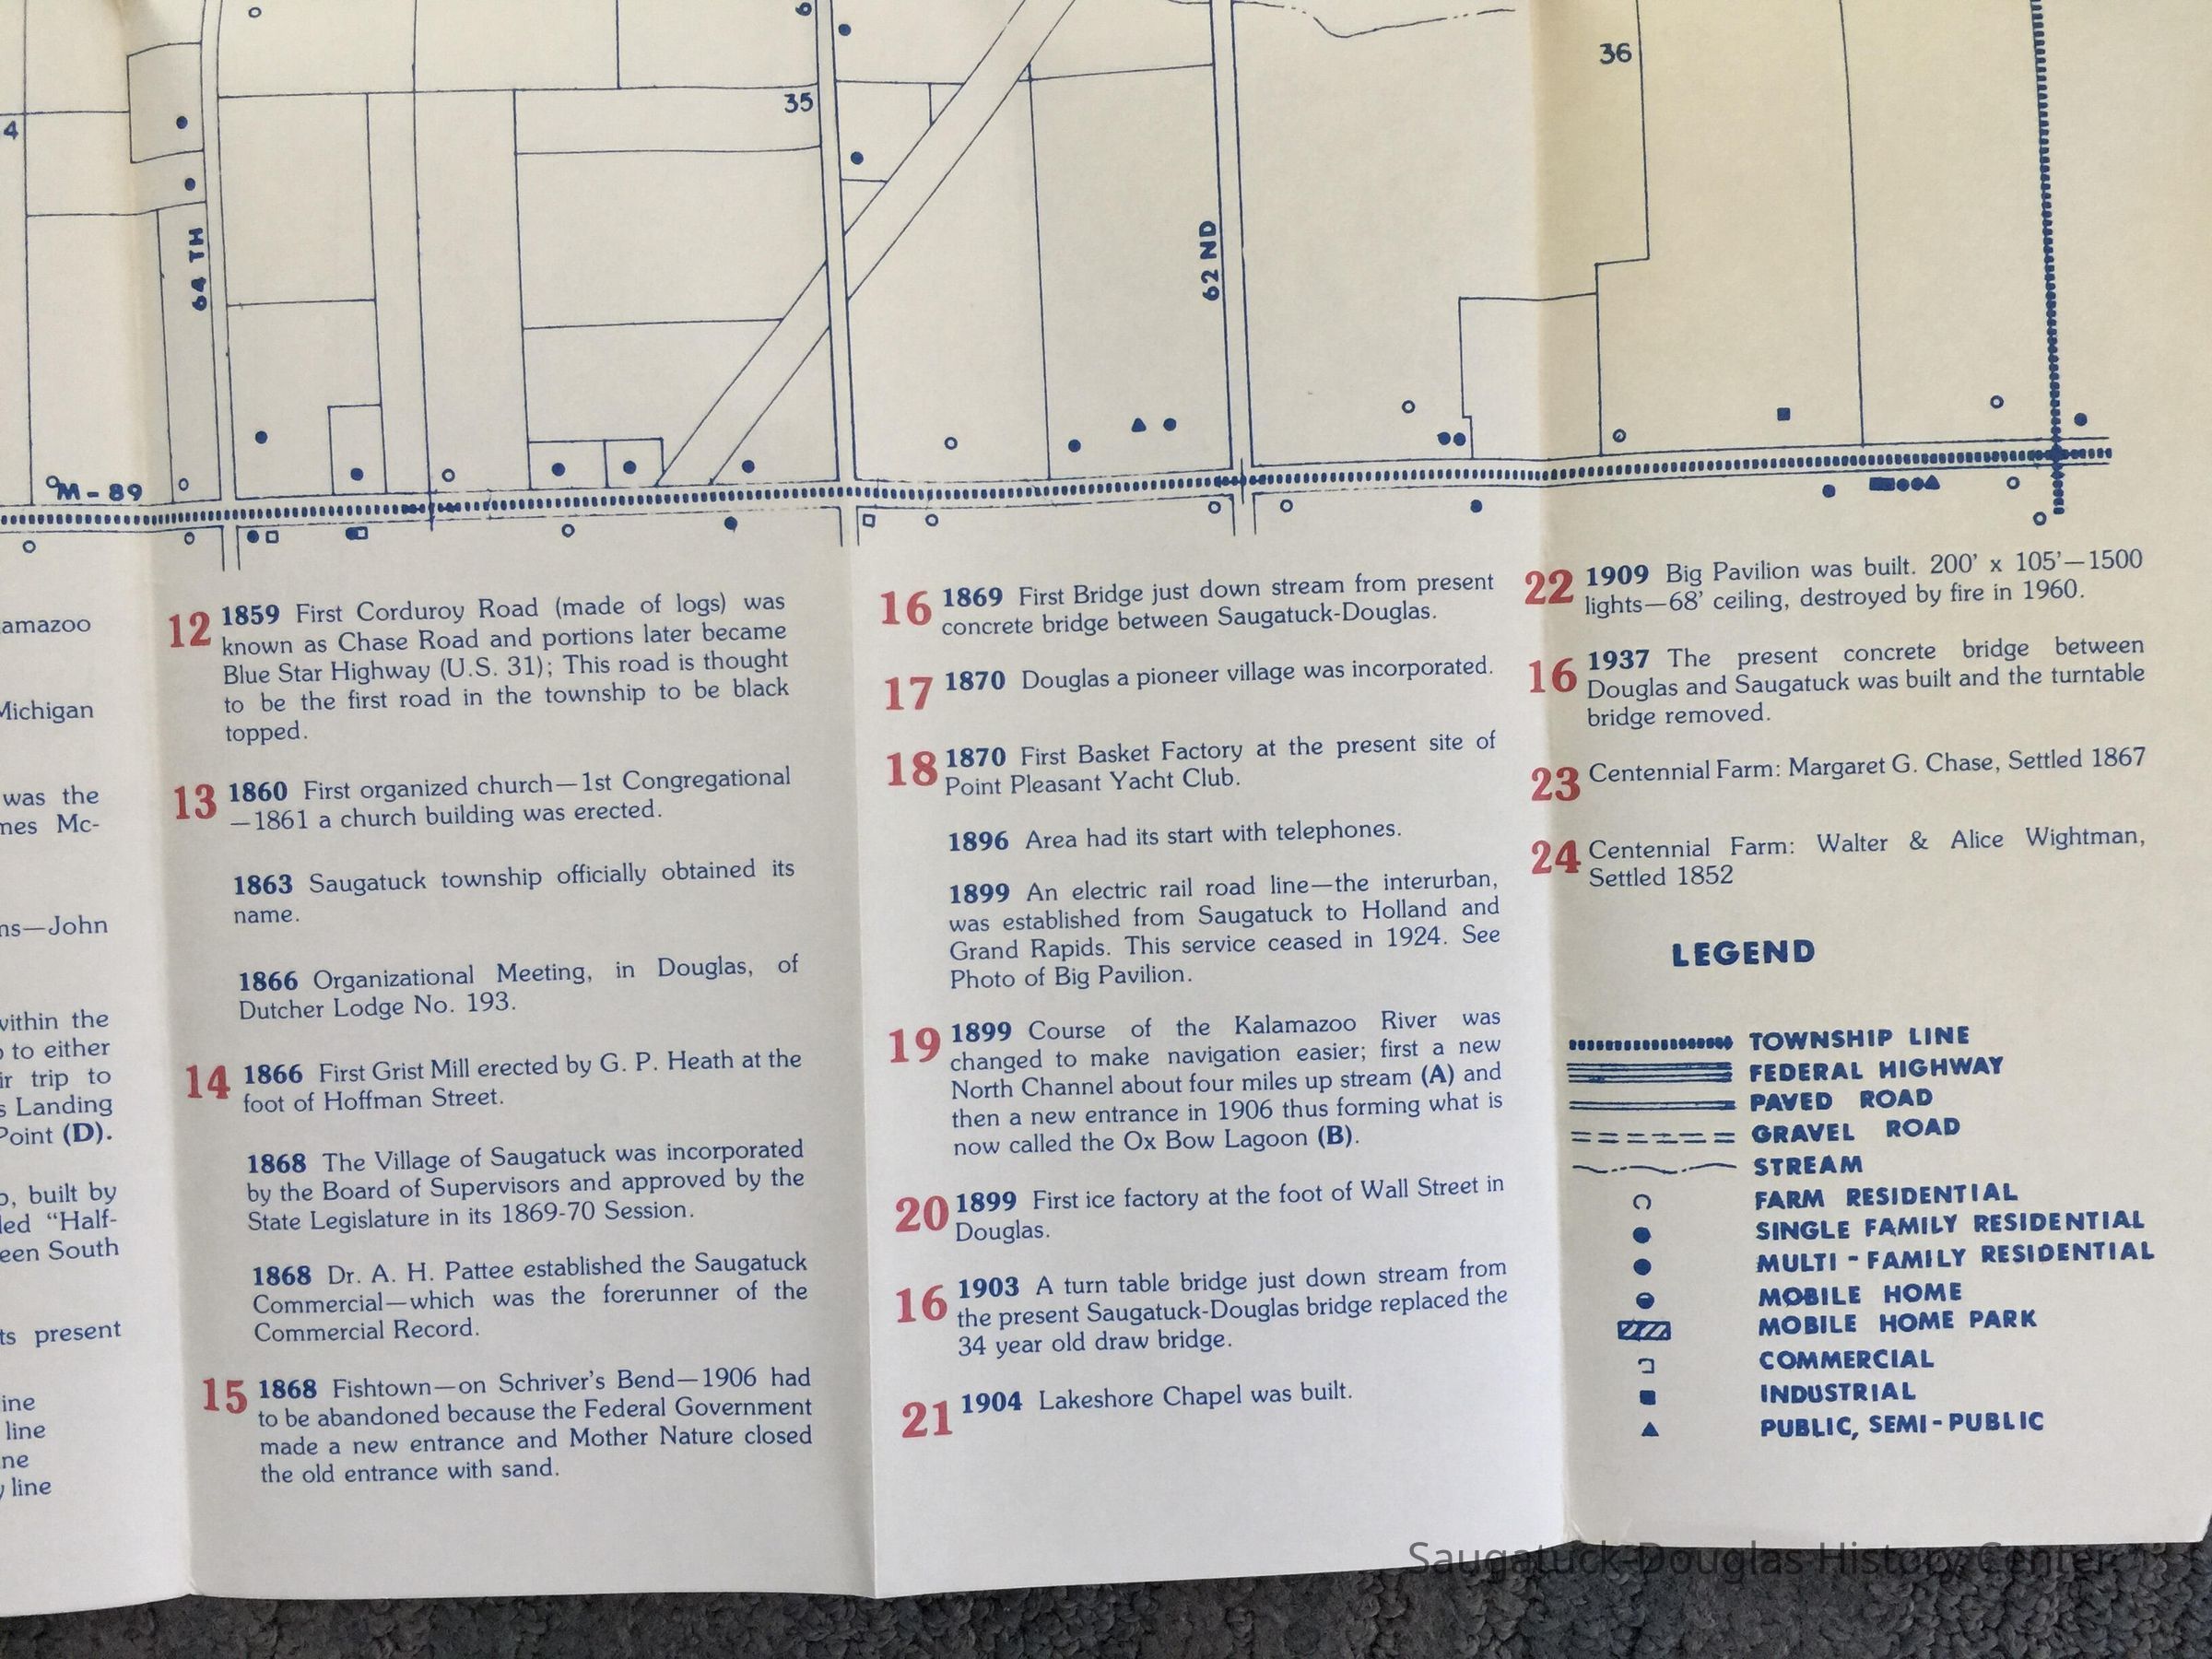 36
35
4
64 TH
62 ND
M-89
amazoo
Michigan
was the
mes Mc-
ns—John
within the
to either
ir trip to
s Landing
Point (D).
, built by
led "Half-
een South
ts present
ine
line
ne
line
12 1859 First Corduroy Road (made of logs) was
known as Chase Road and portions later became
Blue Star Highway (U.S. 31); This road is thought
to be the first road in the township to be black
topped.
13 1860 First organized church—1st Congregational
—1861 a church building was erected.
1863 Saugatuck township officially obtained its
name.
1866 Organizational Meeting, in Douglas, of
Dutcher Lodge No. 193.
14 1866 First Grist Mill erected by G. P. Heath at the
foot of Hoffman Street.
1868 The Village of Saugatuck was incorporated
by the Board of Supervisors and approved by the
State Legislature in its 1869-70 Session.
1868 Dr. A. H. Pattee established the Saugatuck
Commercial—which was the forerunner of the
Commercial Record.
15 1868 Fishtown—on Schriver's Bend—1906 had
to be abandoned because the Federal Government
made a new entrance and Mother Nature closed
the old entrance with sand.
16 1869 First Bridge just down stream from present
concrete bridge between Saugatuck-Douglas.
17 1870 Douglas a pioneer village was incorporated.
18 1870 First Basket Factory at the present site of
Point Pleasant Yacht Club.
1896 Area had its start with telephones.
1899 An electric rail road line—the interurban,
was established from Saugatuck to Holland and
Grand Rapids. This service ceased in 1924. See
Photo of Big Pavilion.
19 1899 Course of the Kalamazoo River was
changed to make navigation easier; first a new
North Channel about four miles up stream (A) and
then a new entrance in 1906 thus forming what is
now called the Ox Bow Lagoon (B).
20 1899 First ice factory at the foot of Wall Street in
Douglas.
16 1903 A turn table bridge just down stream from
the present Saugatuck-Douglas bridge replaced the
34 year old draw bridge.
21 1904 Lakeshore Chapel was built.
22 1909 Big Pavilion was built. 200' x 105'—1500
lights—68' ceiling, destroyed by fire in 1960.
16 1937 The present concrete bridge between
Douglas and Saugatuck was built and the turntable
bridge removed.
23 Centennial Farm: Margaret G. Chase, Settled 1867
24 Centennial Farm: Walter & Alice Wightman,
Settled 1852
LEGEND
TOWNSHIP LINE
FEDERAL HIGHWAY
PAVED ROAD
GRAVEL ROAD
STREAM
FARM RESIDENTIAL
SINGLE FAMILY RESIDENTIAL
MULTI-FAMILY RESIDENTIAL
MOBILE HOME
MOBILE HOME PARK
COMMERCIAL
INDUSTRIAL
PUBLIC, SEMI-PUBLIC
Saugatuck-Douglas History Center